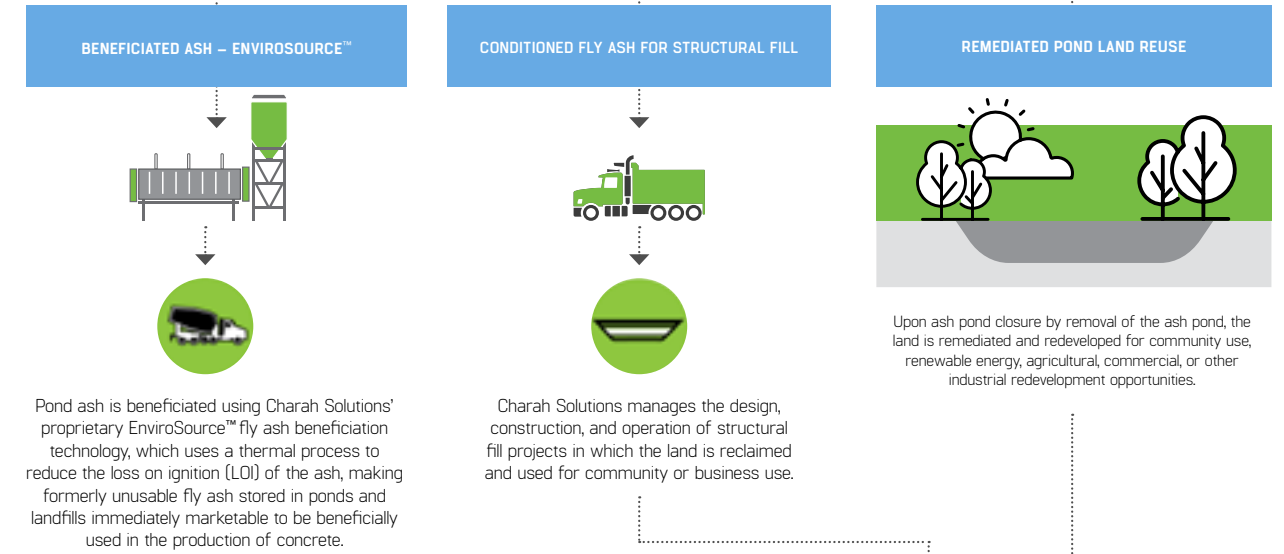 BENEFICIATED ASH – ENVIROSOURCE™
Pond ash is beneficiated using Charah Solutions'
proprietary EnviroSource™ fly ash beneficiation
technology, which uses a thermal process to
reduce the loss on ignition (LOI) of the ash, making
formerly unusable fly ash stored in ponds and
landfills immediately marketable to be beneficially
used in the production of concrete.
CONDITIONED FLY ASH FOR STRUCTURAL FILL
Charah Solutions manages the design,
construction, and operation of structural
fill projects in which the land is reclaimed
and used for community or business use.
REMEDIATED POND LAND REUSE
Upon ash pond closure by removal of the ash pond, the
land is remediated and redeveloped for community use,
renewable energy, agricultural, commercial, or other
industrial redevelopment opportunities.